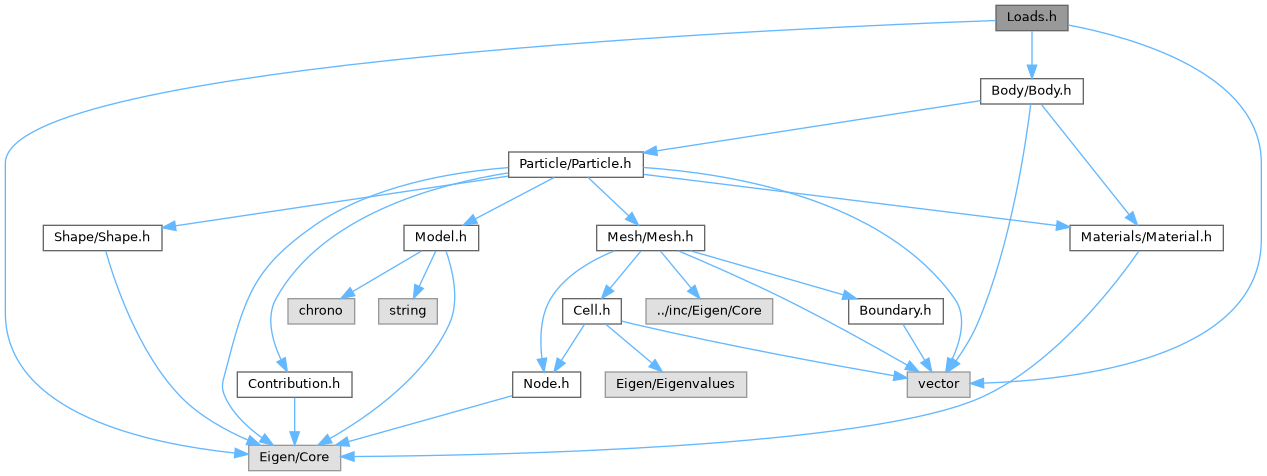 Loads.h
Body/Body.h
Particle/Particle.h
Shape/Shape.h
Model.h
Mesh/Mesh.h
Materials/Material.h
chrono
string
Cell.h
../inc/Eigen/Core
Boundary.h
Contribution.h
Node.h
Eigen/Eigenvalues
vector
Eigen/Core